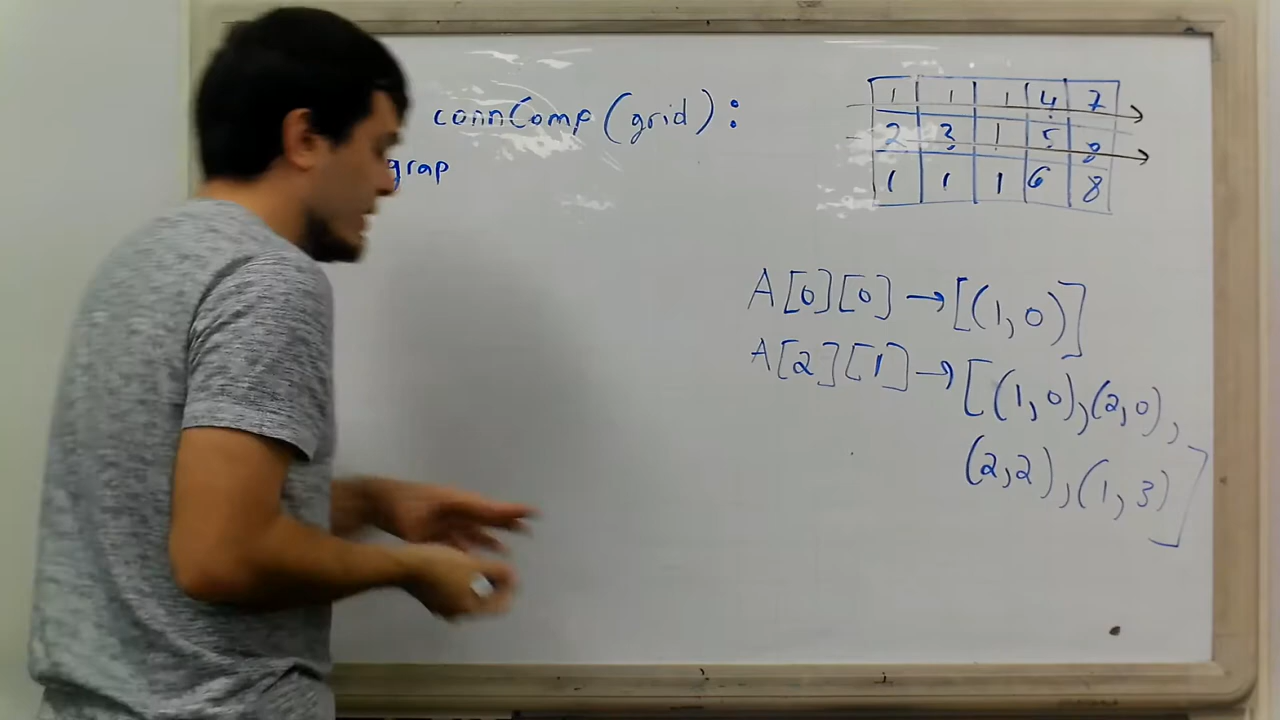 connComp(grid):
grap
1 1 1 4 7
2 3 1 5 9
1 1 1 6 8
A[0][0] → [(1,0)]
A[2][1] → [(1,0),(2,0),
(2,2),(1,3)]